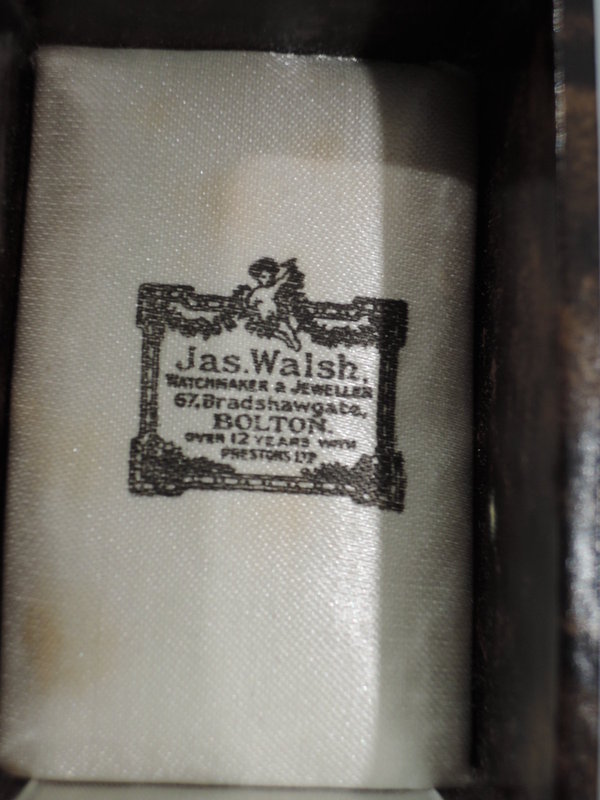 Jas. Walsh,
WATCHMAKER & JEWELLER
67, Bradshawgate,
BOLTON.
OVER 12 YEARS WITH
PRESTONS LTD